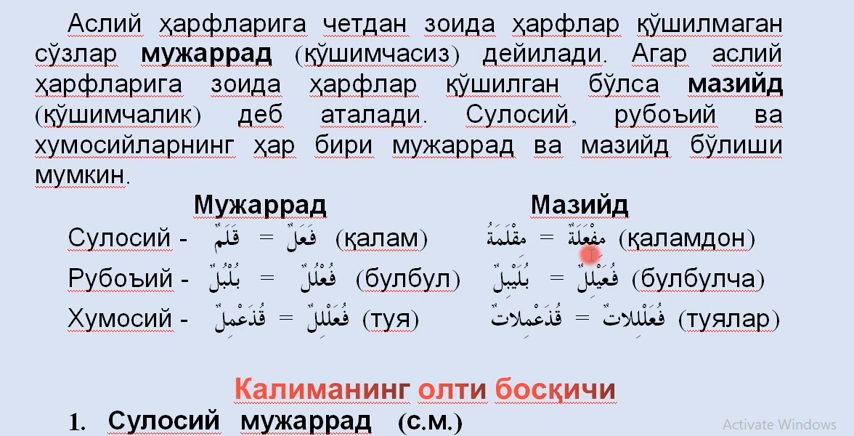 Аслий ҳарфларига четдан зоида ҳарфлар қўшилмаган
сўзлар мужаррад (қўшимчасиз) дейилади. Агар аслий
ҳарфларига зоида ҳарфлар қўшилган бўлса мазийд
(қўшимчалик) деб аталади. Сулосий, рубоъий ва
хумосийларнинг ҳар бири мужаррад ва мазийд бўлиши
мумкин.
Мужаррад Мазийд
Сулосий - قَلَمٌ = فَعَلٌ (қалам) مِقْلَمَةُ = مِفْعَلَةٌ (қаламдон)
Рубоъий - بُلْبُلٌ = فُعْلُلٌ (булбул) بُلَيْبِلٌ = فُعَيْلِلٌ (булбулча)
Хумосий - قُذَعْمِلٌ = فُعَلْلِلٌ (туя) قُذَعْمِلاتٌ = فُعَلْلِلاتٌ (туялар)
Калиманинг олти босқичи
1. Сулосий мужаррад (с.м.)
Activate Windows